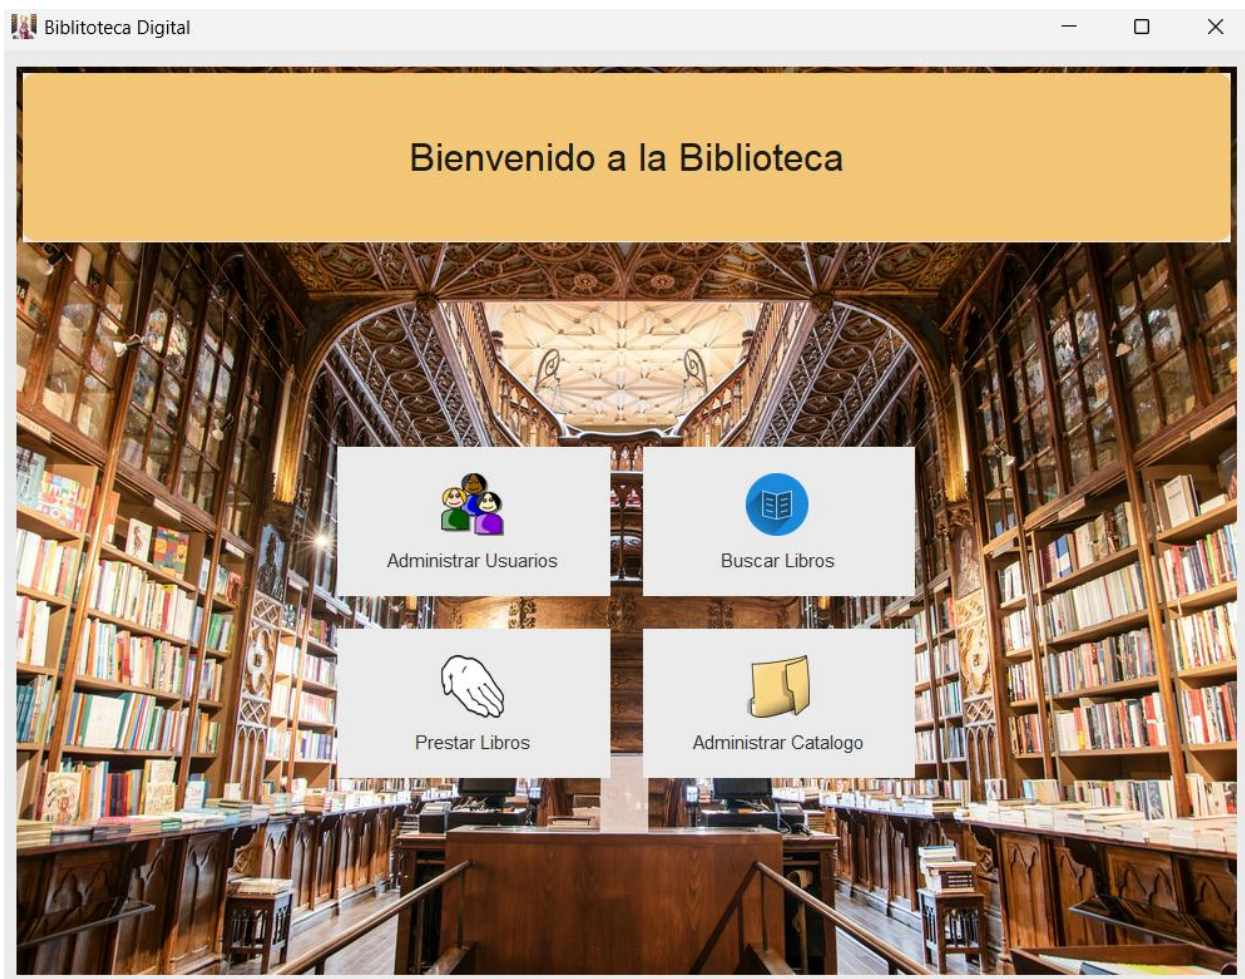 Biblitoteca Digital
Bienvenido a la Biblioteca
Administrar Usuarios
Buscar Libros
Prestar Libros
Administrar Catalogo